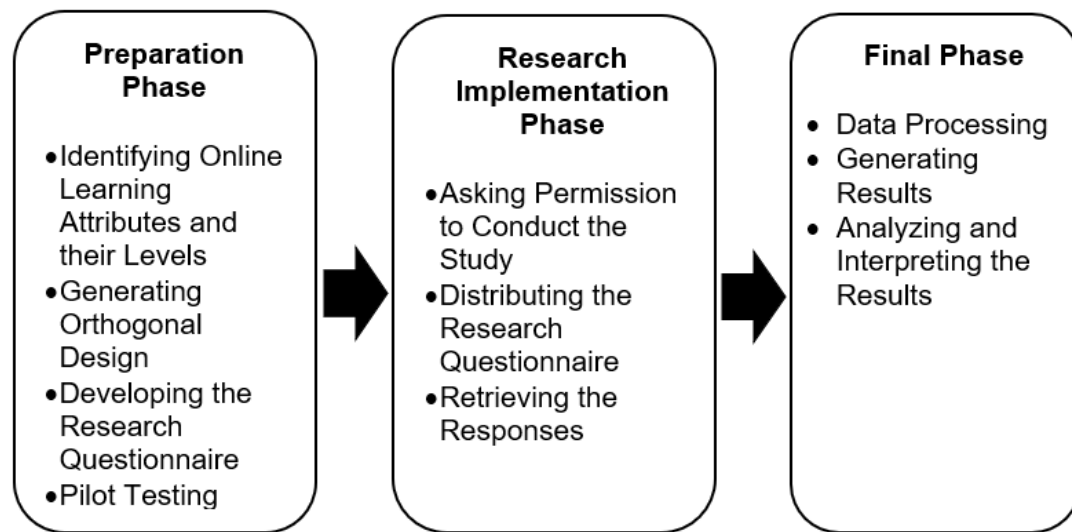 Preparation
Phase
•Identifying Online
Learning
Attributes and
their Levels
•Generating
Orthogonal
Design
•Developing the
Research
Questionnaire
•Pilot Testing
Research
Implementation
Phase
•Asking Permission
to Conduct the
Study
•Distributing the
Research
Questionnaire
•Retrieving the
Responses
Final Phase
• Data Processing
• Generating
Results
• Analyzing and
Interpreting the
Results